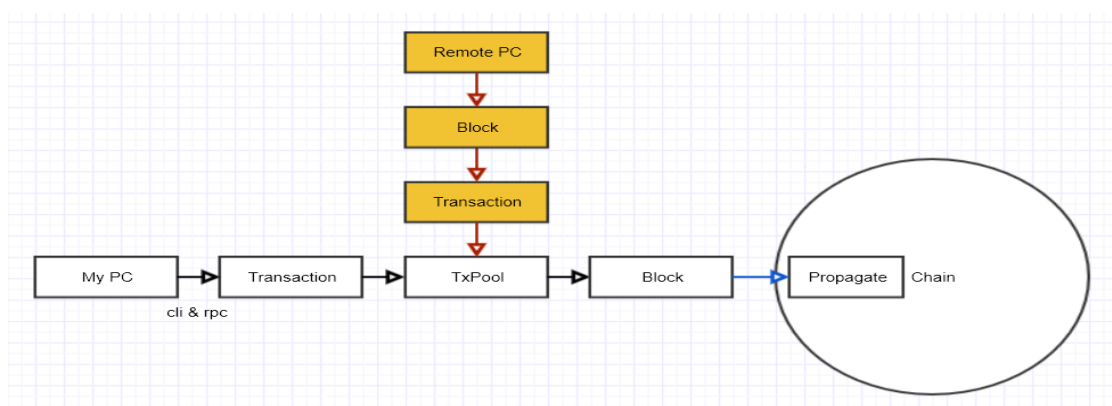 Remote PC
Block
Transaction
My PC
Transaction
TxPool
Block
Propagate
Chain
cli & rpc